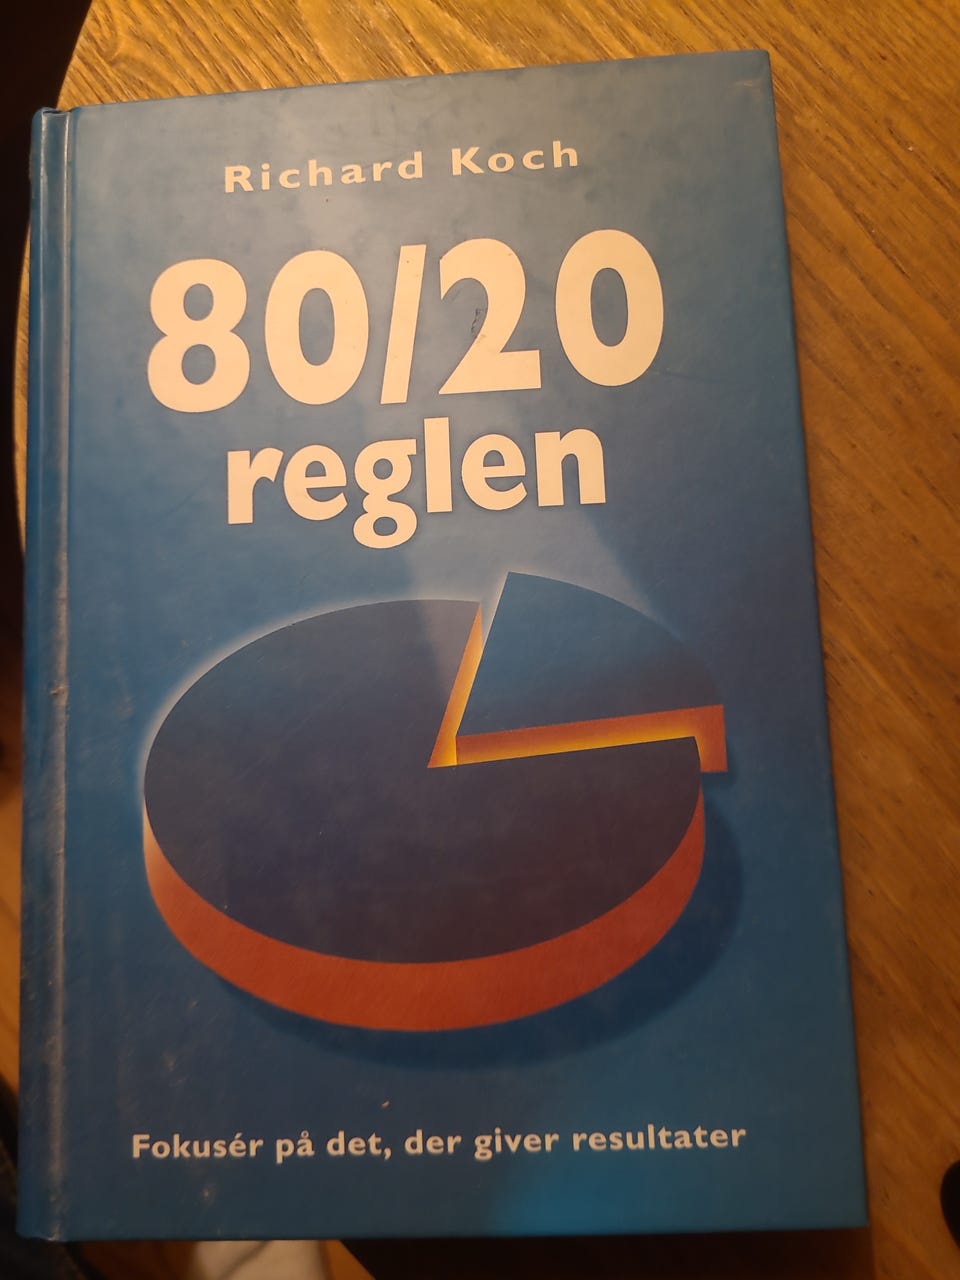 Richard Koch
80/20
reglen
Fokusér på det, der giver resultater